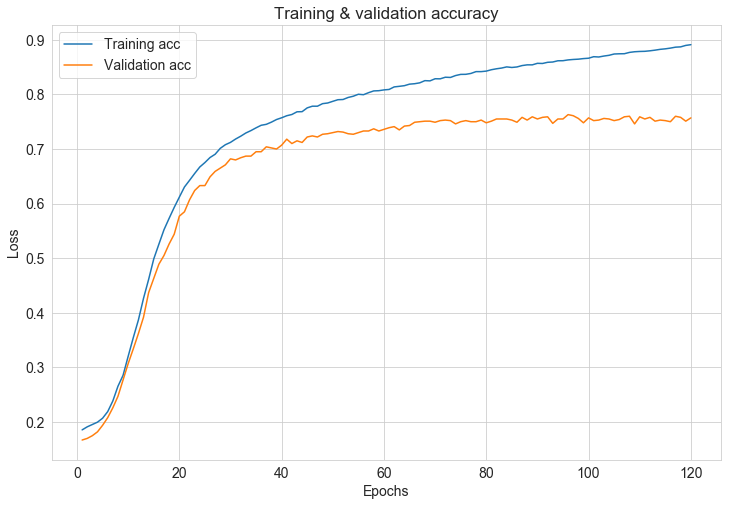 Training & validation accuracy
Training acc
Validation acc
0.9
0.8
0.7
0.6
0.5
0.4
0.3
0.2
Loss
0 20 40 60 80 100 120
Epochs